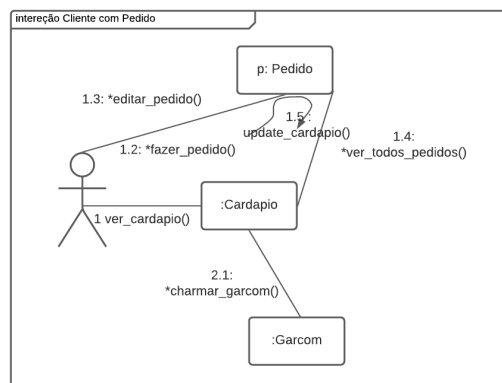 intereção Cliente com Pedido
p: Pedido
1.3: *editar_pedido()
1.5 :
update_cardapio()
1.2: *fazer_pedido()
1.4:
*ver_todos_pedidos()
:Cardapio
1 ver_cardapio()
2.1:
*charmar_garcom()
:Garcom